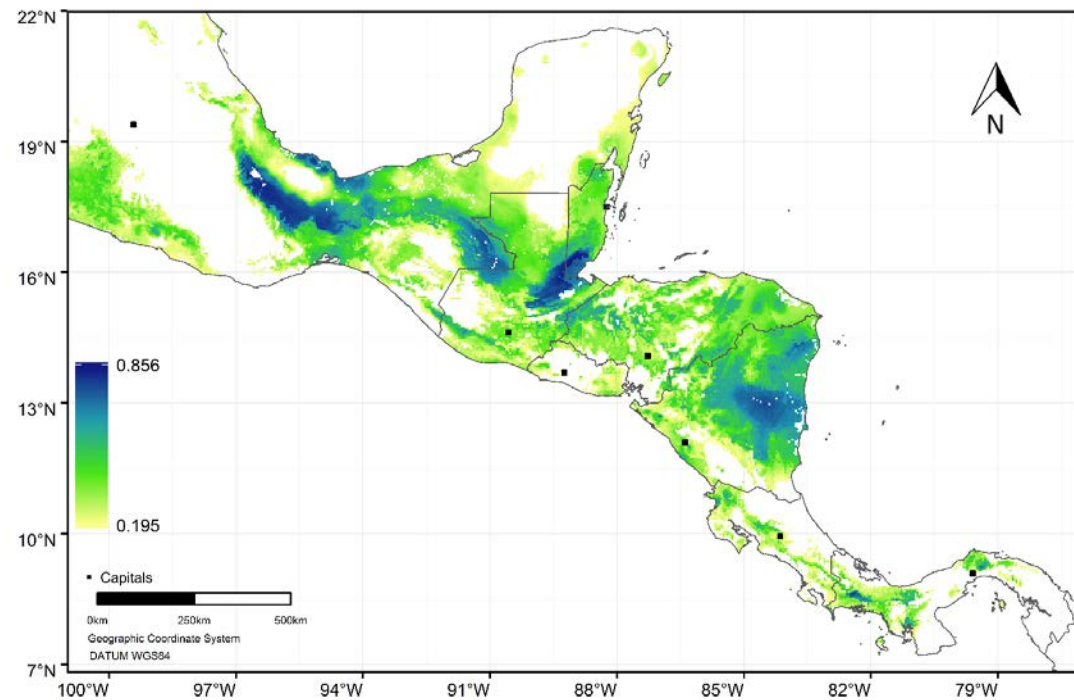 22°N
19°N
16°N
13°N
10°N
7°N
N
0.856
0.195
Capitals
0km 250km 500km
Geographic Coordinate System
DATUM WGS84
100°W 97°W 94°W 91°W 88°W 85°W 82°W 79°W